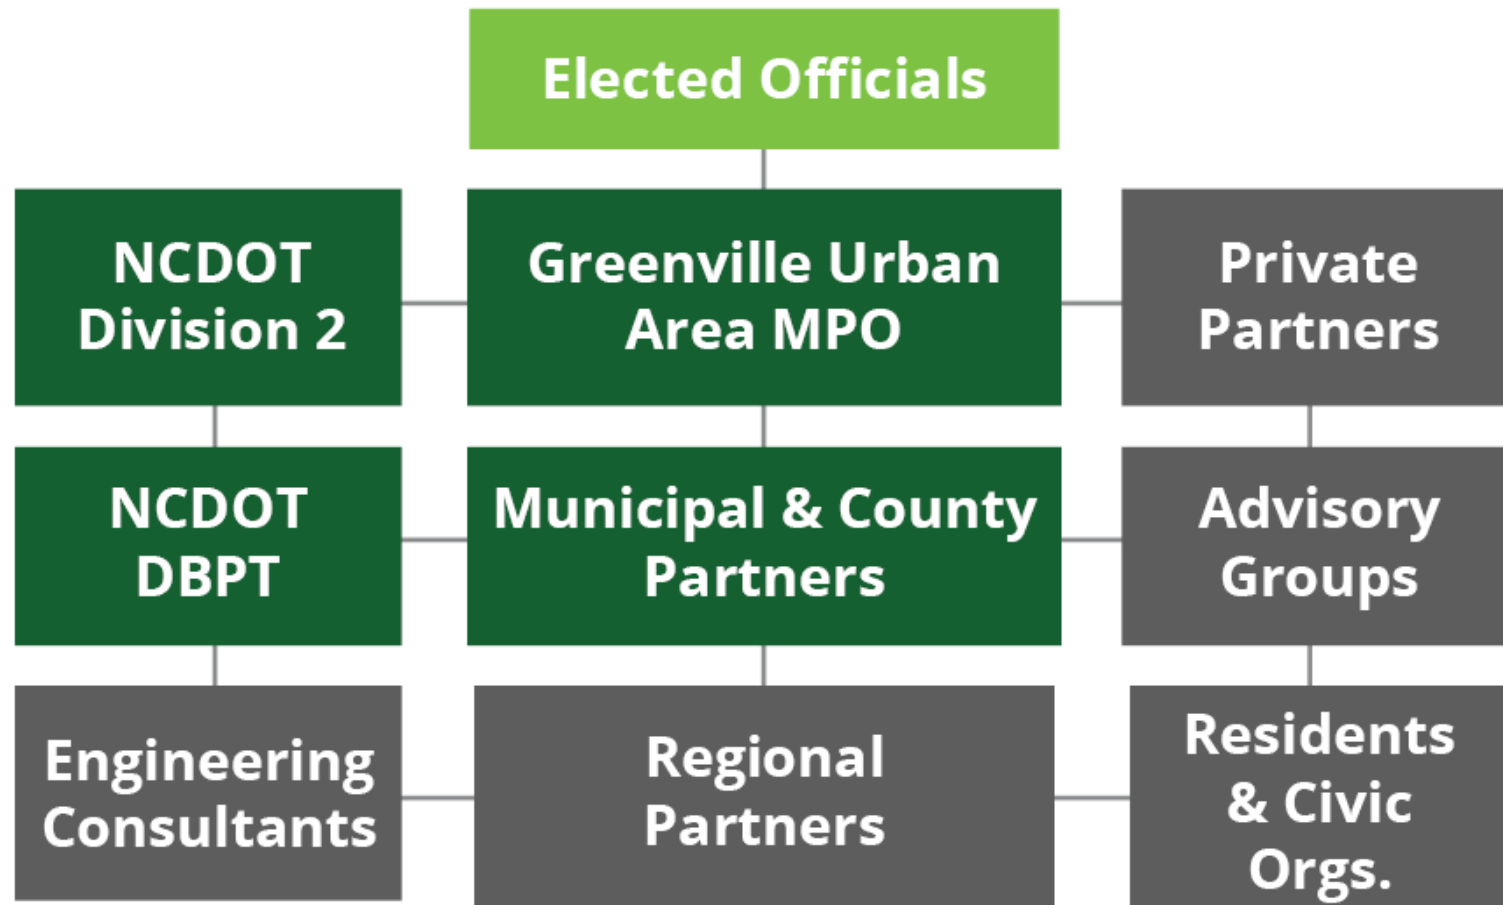 Elected Officials
NCDOT
Division 2
Greenville Urban
Area MPO
Private
Partners
NCDOT
DBPT
Municipal & County
Partners
Advisory
Groups
Engineering
Consultants
Regional
Partners
Residents
& Civic
Orgs.